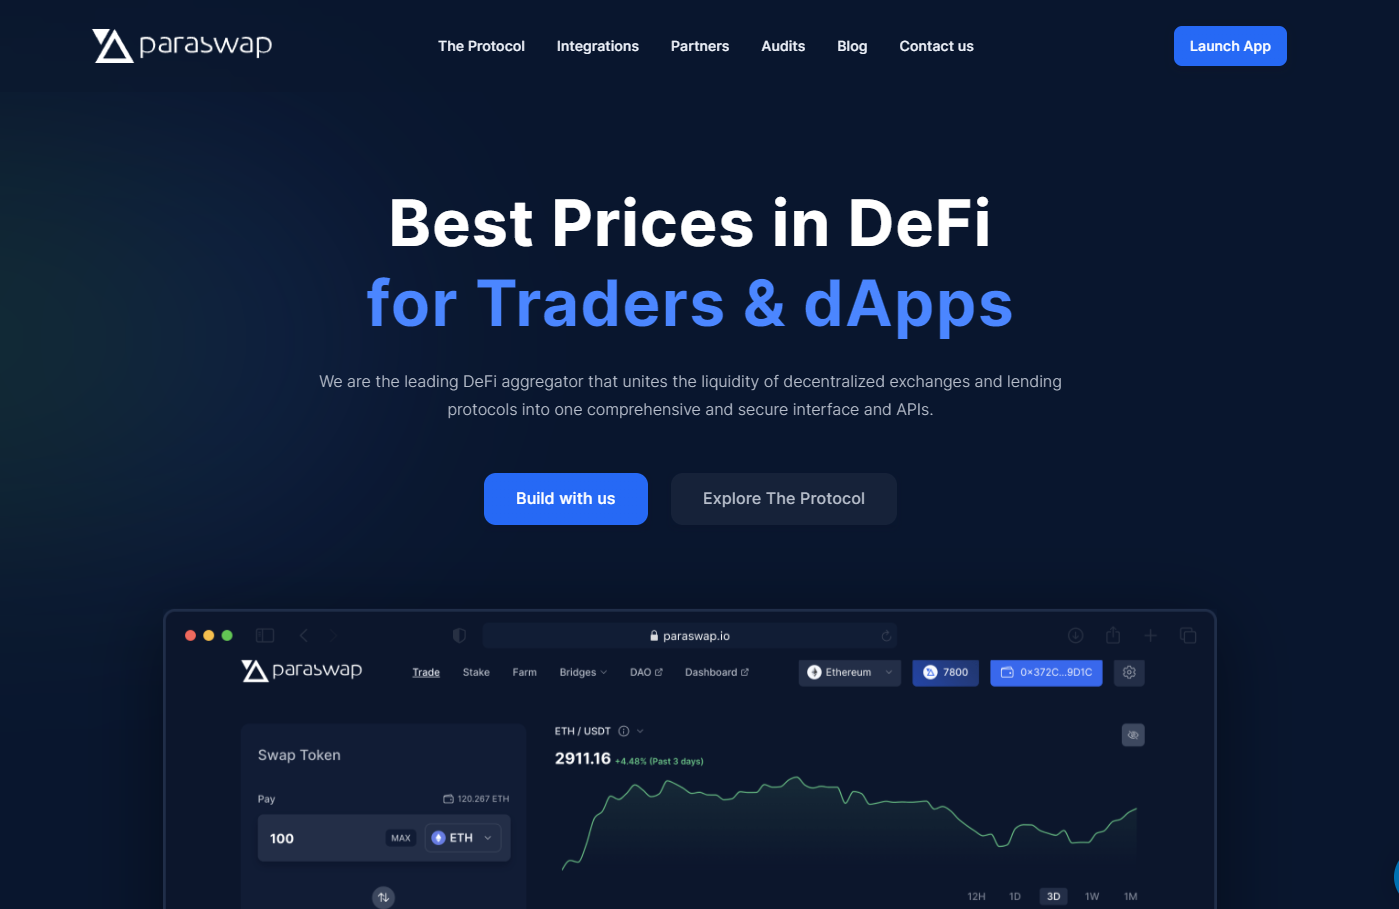 paraswap
The Protocol Integrations Partners Audits Blog Contact us
Launch App
Best Prices in DeFi
for Traders & dApps
We are the leading DeFi aggregator that unites the liquidity of decentralized exchanges and lending
protocols into one comprehensive and secure interface and APIs.
Build with us
Explore The Protocol
paraswap.io
paraswap
Trade Stake Farm Bridges DAO Dashboard
Ethereum
7800
0x372C...9D1C
Swap Token
Pay
120.267 ETH
100
MAX
ETH
ETH / USDT
2911.16 +4.48% (Past 3 days)
12H 1D 3D 1W 1M